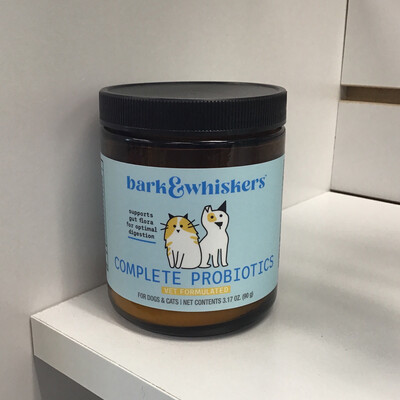 bark&whiskers
supports
gut flora
for optimal
digestion
COMPLETE PROBIOTICS
VET FORMULATED
FOR DOGS & CATS | NET CONTENTS 3.17 OZ. (90 g)